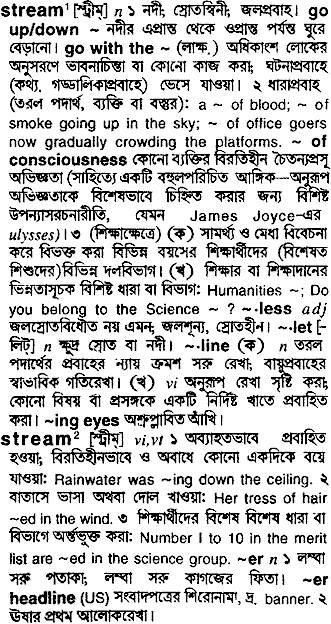 stream¹ [স্ট্রীম্] n ১ নদী, স্রোতস্বিনী, জলপ্রবাহ। go
up/down ~ নদীর এপ্রান্ত থেকে ওপ্রান্ত পর্যন্ত ঘুরে
বেড়ানো। go with the ~ (লাক্ষ.) অধিকাংশ লোকের
অনুসরণে ভাবনাচিন্তা বা কোনো কাজ করা; ঘটনাপ্রবাহে
(কথ্য, গড্ডালিকাপ্রবাহে) ভেসে যাওয়া। ২ ধারাপ্রবাহ
(তরল পদার্থ, ব্যক্তি বা বস্তুর): a ~ of blood; ~ of
smoke going up in the sky; ~ of office goers
now gradually crowding the platforms. ~ of
consciousness কোনো ব্যক্তির বিরতিহীন চৈতন্যপ্রসূ
অভিজ্ঞতা (সাহিত্যে একটি বহুলপরিচিত আঙ্গিক—অনুরূপ
অভিজ্ঞতাকে বিশেষভাবে চিহ্নিত করার জন্য বিশিষ্ট
উপন্যাসরচনারীতি, যেমন James Joyce-এর
ulysses)। ৩ (শিক্ষাক্ষেত্রে) (ক) সামর্থ্য ও মেধা বিবেচনা
করে বিভক্ত করা বিভিন্ন বয়সের শিক্ষার্থীদের (বিশেষত
শিশুদের) বিভিন্ন দলবিভাগ। (খ) শিক্ষার বা শিক্ষাদানের
ভিন্নতাসূচক বিশিষ্ট ধারা বা বিভাগ: Humanities ~; Do
you belong to the Science ~ ? ~·less adj
জলস্রোতবিধৌত নয় এমন; জলশূন্য, স্রোতহীন। ~·let [-
লিট্] n ক্ষুদ্র স্রোত বা নদী। ~·line (ক) n তরল
পদার্থের প্রবাহের ন্যায় ক্রমশ সরু রেখা; বায়ুপ্রবাহের
স্বাভাবিক গতিরেখা। (খ) vi অনুরূপ রেখা সৃষ্টি করা;
কোনো বিষয় বা প্রসঙ্গকে একটি নির্দিষ্ট খাতে প্রবাহিত
করা। ~ing eyes অশ্রুপ্লাবিত আঁখি।
stream² [স্ট্রীম্] vi,vt ১ অব্যাহতভাবে প্রবাহিত
হওয়া; বিরতিহীনভাবে ও অবাধে কোনো একদিকে বয়ে
যাওয়া: Rainwater was ~ing down the ceiling. ২
বাতাসে ভাসা অথবা দোল খাওয়া: Her tress of hair
~ed in the wind. ৩ শিক্ষার্থীদের বিশেষ বিশেষ ধারা বা
বিভাগে অর্ন্তভুক্ত করা: Number I to 10 in the merit
list are ~ed in the science group. ~er n ১ লম্বা
সরু পতাকা; লম্বা সরু কাগজের ফিতা। ~er
headline (US) সংবাদপত্রের শিরোনামা, দ্র. banner. ২
ঊষার প্রথম আলোকরেখা।